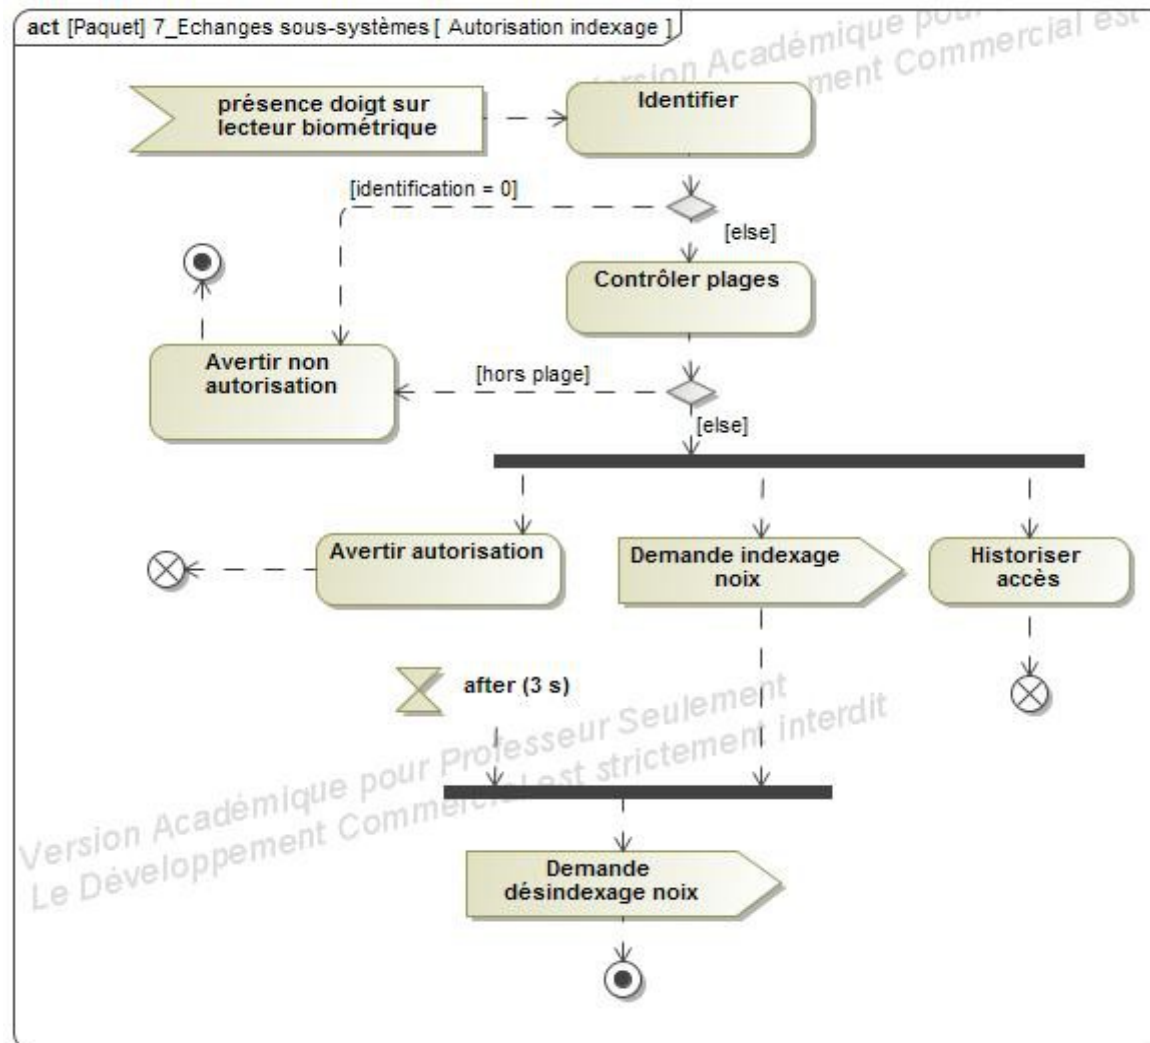 act [Paquet] 7_Echanges sous-systèmes [ Autorisation indexage ]
Version Académique pour
ment Commercial est
présence doigt sur
lecteur biométrique
Identifier
[identification = 0]
[else]
Contrôler plages
Avertir non
autorisation
[hors plage]
[else]
Avertir autorisation
Demande indexage
noix
Historiser
accès
after (3 s)
Version Académique pour Professeur Seulement
Le Développement Commercial est strictement interdit
Demande
désindexage noix